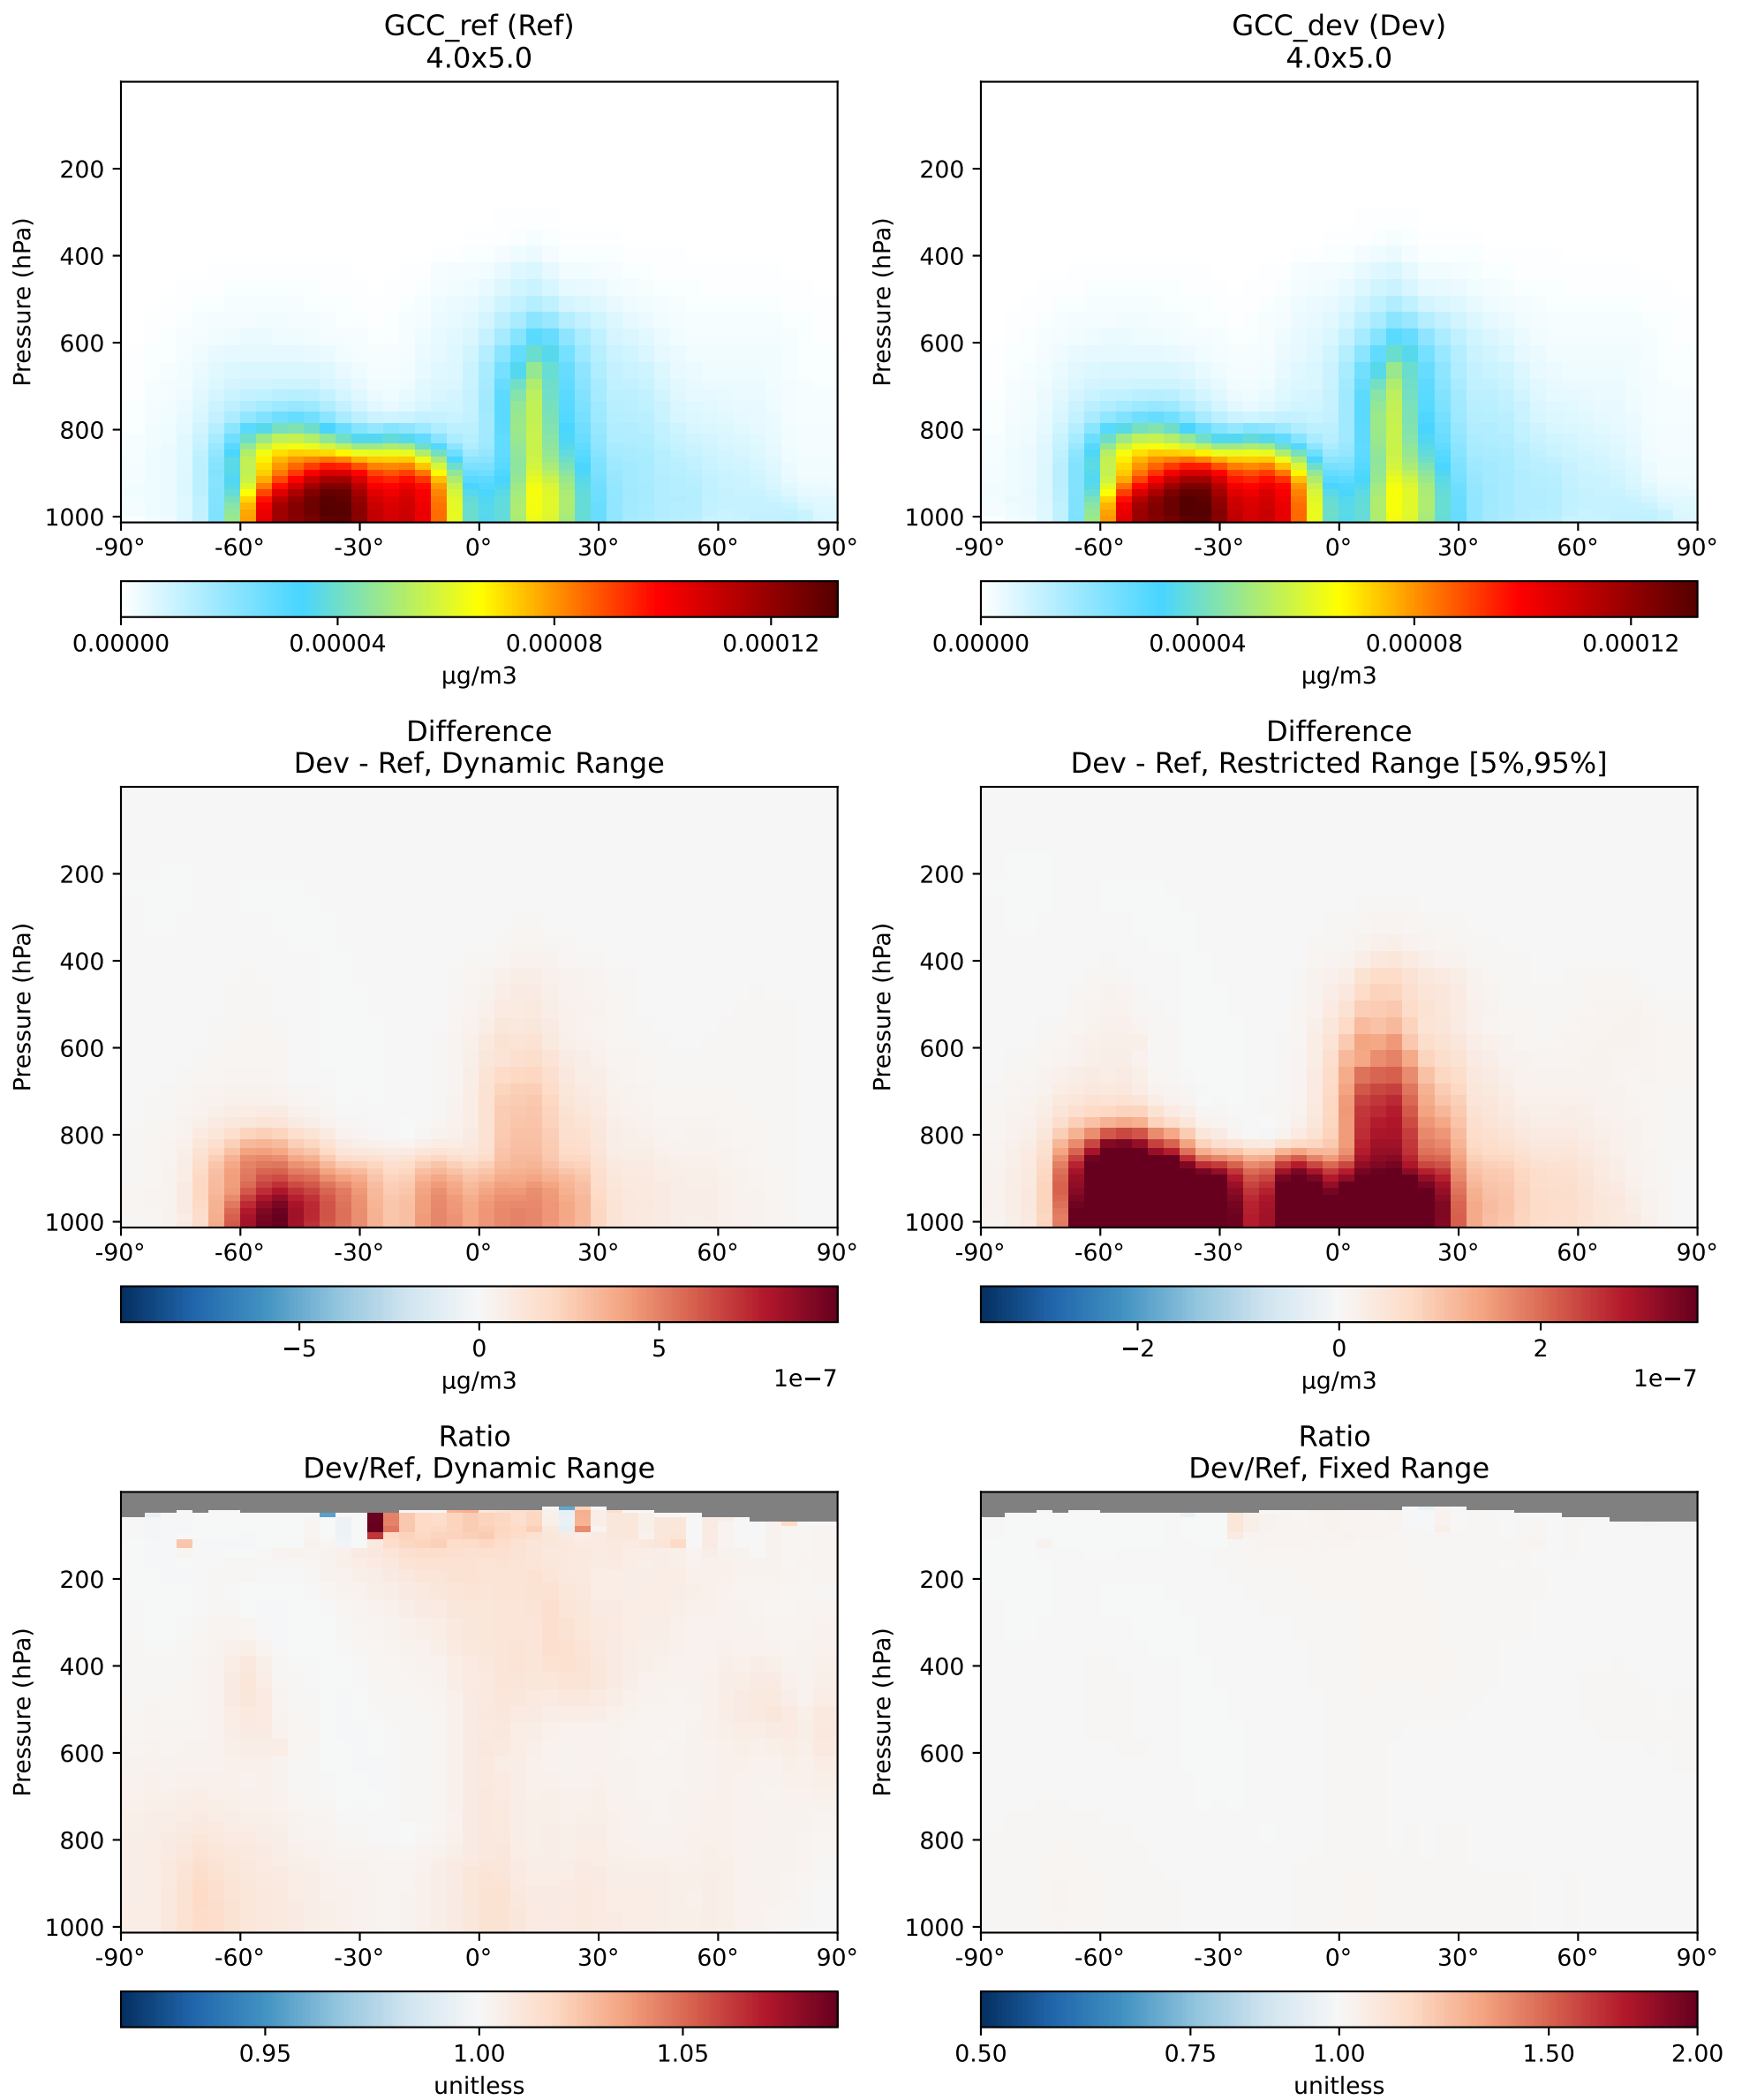 GCC_ref (Ref)
4.0x5.0
GCC_dev (Dev)
4.0x5.0
Pressure (hPa)
200
400
600
800
1000
-90° -60° -30° 0° 30° 60° 90°
0.00000 0.00004 0.00008 0.00012
μg/m3
Pressure (hPa)
200
400
600
800
1000
-90° -60° -30° 0° 30° 60° 90°
0.00000 0.00004 0.00008 0.00012
μg/m3
Difference
Dev - Ref, Dynamic Range
Difference
Dev - Ref, Restricted Range [5%,95%]
Pressure (hPa)
200
400
600
800
1000
-90° -60° -30° 0° 30° 60° 90°
−5 0 5
μg/m3 1e−7
Pressure (hPa)
200
400
600
800
1000
-90° -60° -30° 0° 30° 60° 90°
−2 0 2
μg/m3 1e−7
Ratio
Dev/Ref, Dynamic Range
Ratio
Dev/Ref, Fixed Range
Pressure (hPa)
200
400
600
800
1000
-90° -60° -30° 0° 30° 60° 90°
0.95 1.00 1.05
unitless
Pressure (hPa)
200
400
600
800
1000
-90° -60° -30° 0° 30° 60° 90°
0.50 0.75 1.00 1.50 2.00
unitless